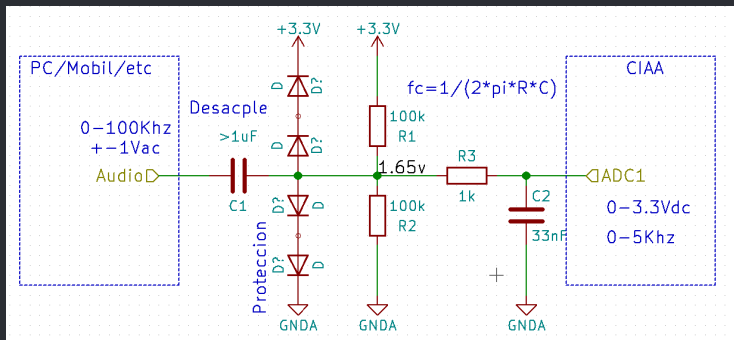 +3.3V
+3.3V
PC/Mobil/etc
CIAA
fc=1/(2*pi*R*C)
D
D?
Desacple
0-100Khz
+-1Vac
>1uF
100k
R1
D
D?
Audio
C1
1.65v
R3
1k
ADC1
D?
D
100k
R2
C2
33nF
0-3.3Vdc
0-5Khz
Proteccion
D?
D
GNDA
GNDA
GNDA